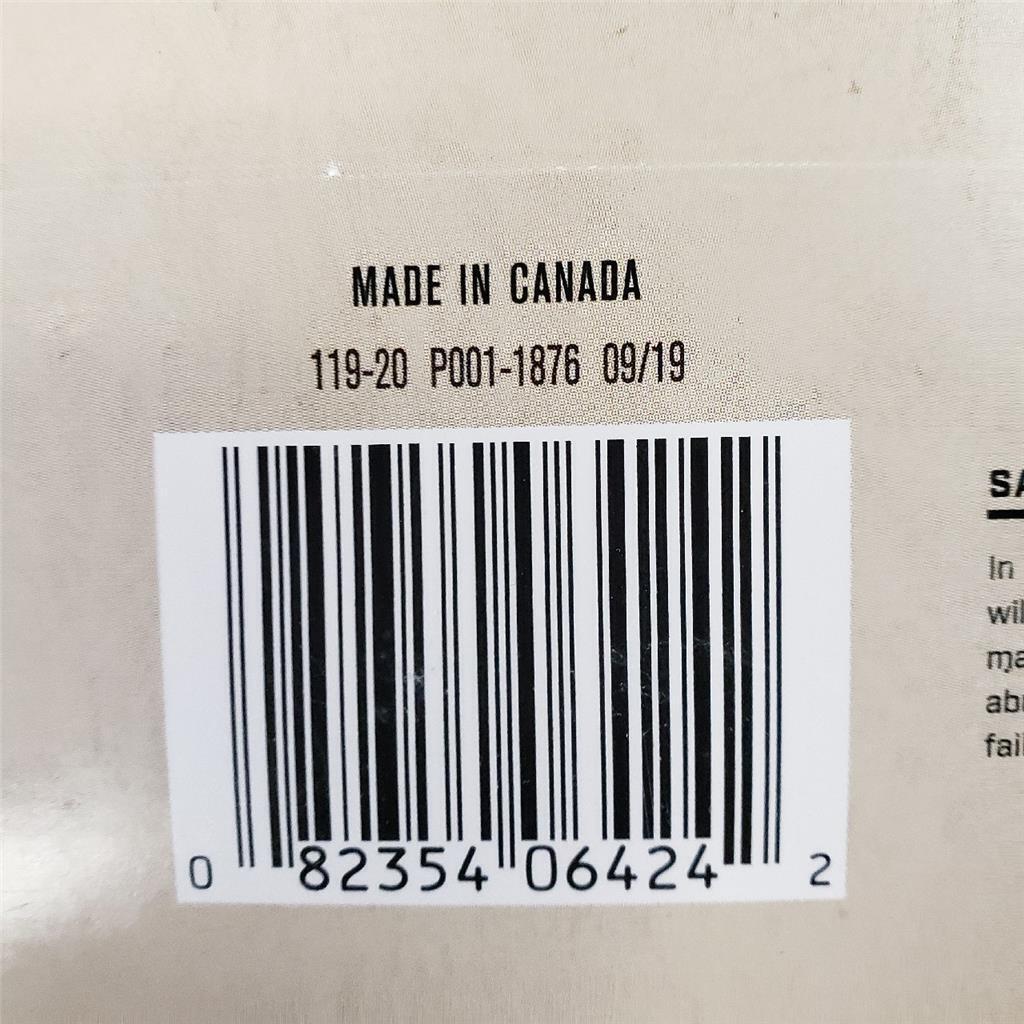 MADE IN CANADA
119-20 P001-1876 09/19
0 82354 06424 2
In